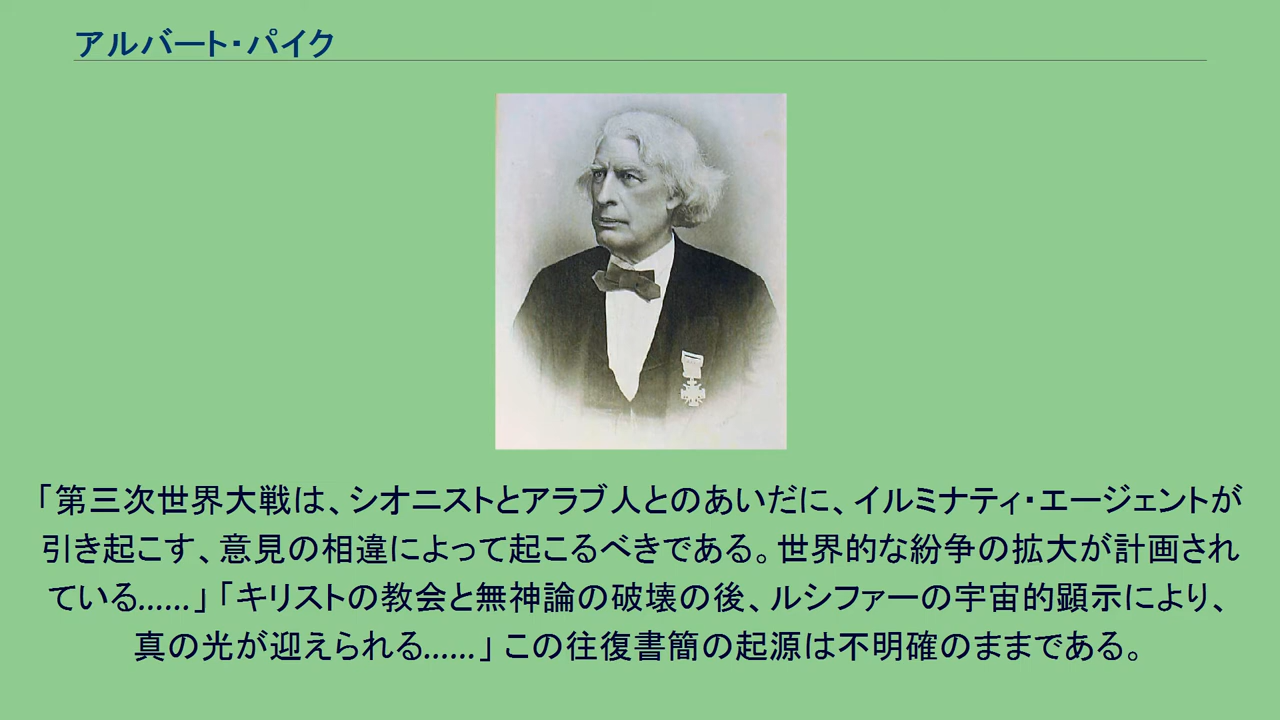 アルバート・パイク
「第三次世界大戦は、シオニストとアラブ人とのあいだに、イルミナティ・エージェントが
引き起こす、意見の相違によって起こるべきである。世界的な紛争の拡大が計画され
ている……」「キリストの教会と無神論の破壊の後、ルシファーの宇宙的顕示により、
真の光が迎えられる……」この往復書簡の起源は不明確のままである。